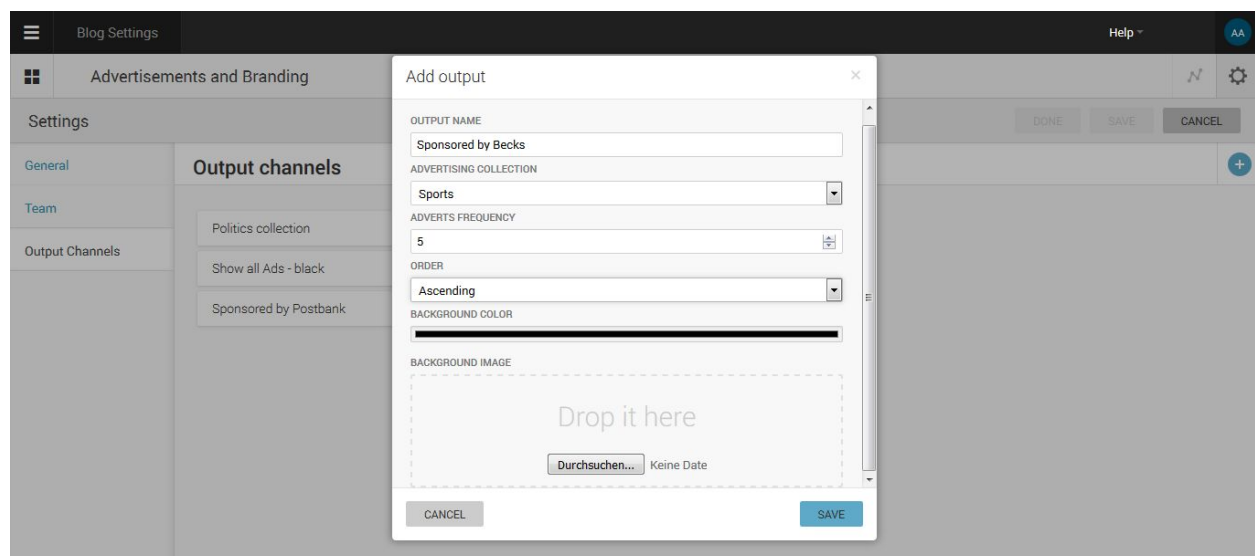 Blog Settings
Help
AA
Advertisements and Branding
Settings
DONE
SAVE
CANCEL
General
Team
Output Channels
Output channels
Politics collection
Show all Ads - black
Sponsored by Postbank
Add output
×
OUTPUT NAME
Sponsored by Becks
ADVERTISING COLLECTION
Sports
ADVERTS FREQUENCY
5
ORDER
Ascending
BACKGROUND COLOR
BACKGROUND IMAGE
Drop it here
Durchsuchen... Keine Date
CANCEL
SAVE